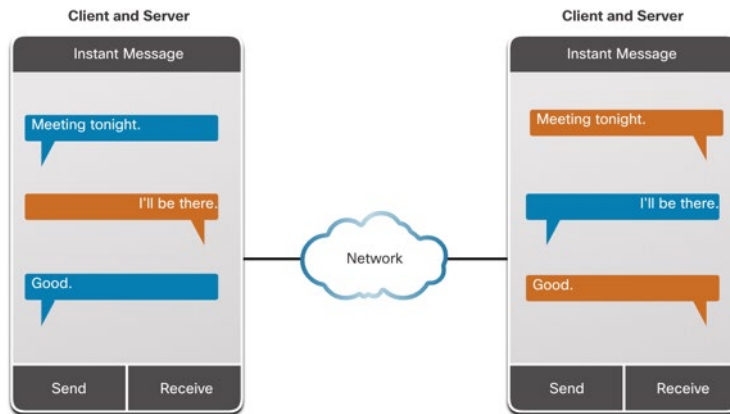 Client and Server
Instant Message
Meeting tonight.
I'll be there.
Good.
Send
Receive
Network
Client and Server
Instant Message
Meeting tonight.
I'll be there.
Good.
Send
Receive